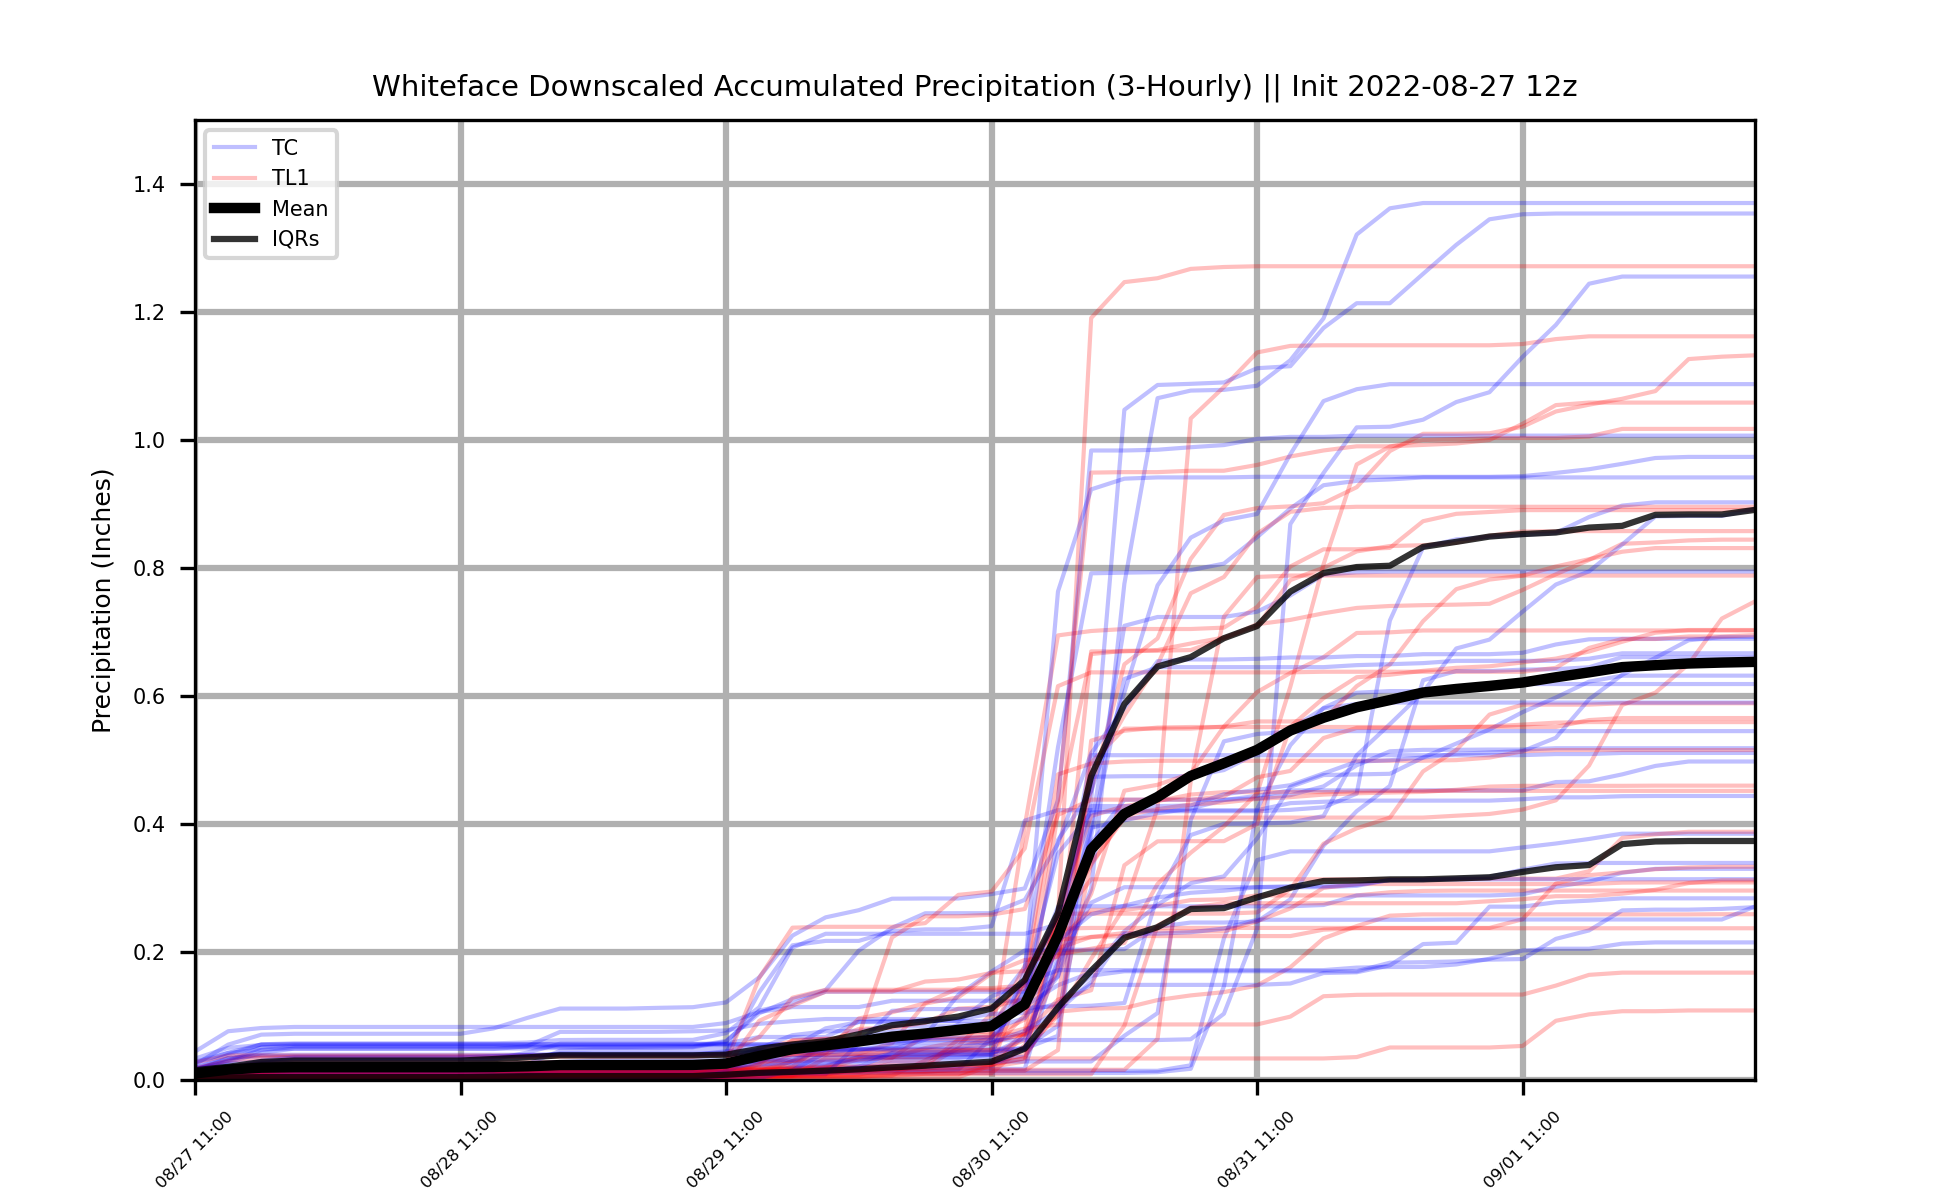 Whiteface Downscaled Accumulated Precipitation (3-Hourly) || Init 2022-08-27 12z
TC
TL1
Mean
IQRs
Precipitation (Inches)
1.4
1.2
1.0
0.8
0.6
0.4
0.2
0.0
08/27 11:00
08/28 11:00
08/29 11:00
08/30 11:00
08/31 11:00
09/01 11:00